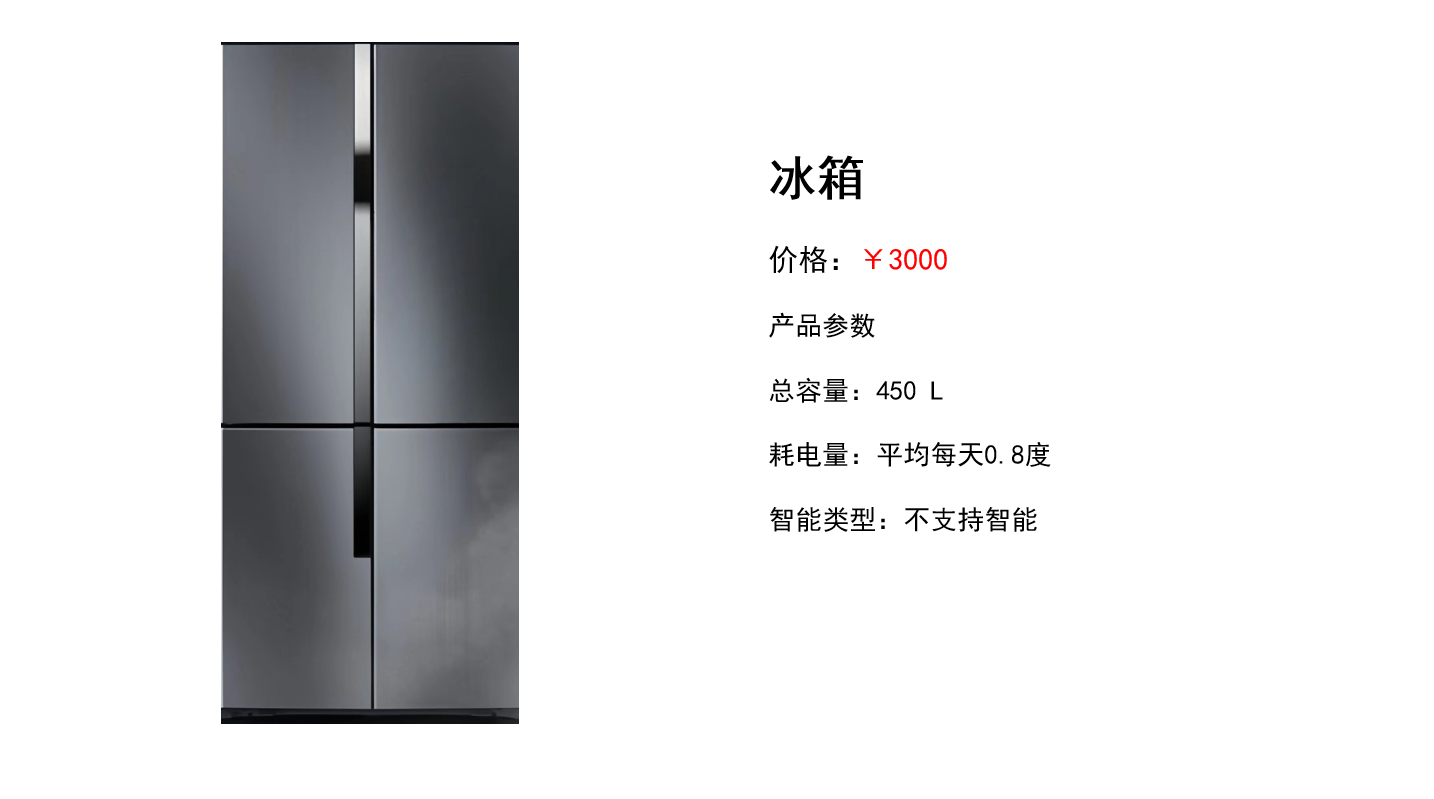 冰箱
价格：￥3000
产品参数
总容量：450 L
耗电量：平均每天0.8度
智能类型：不支持智能